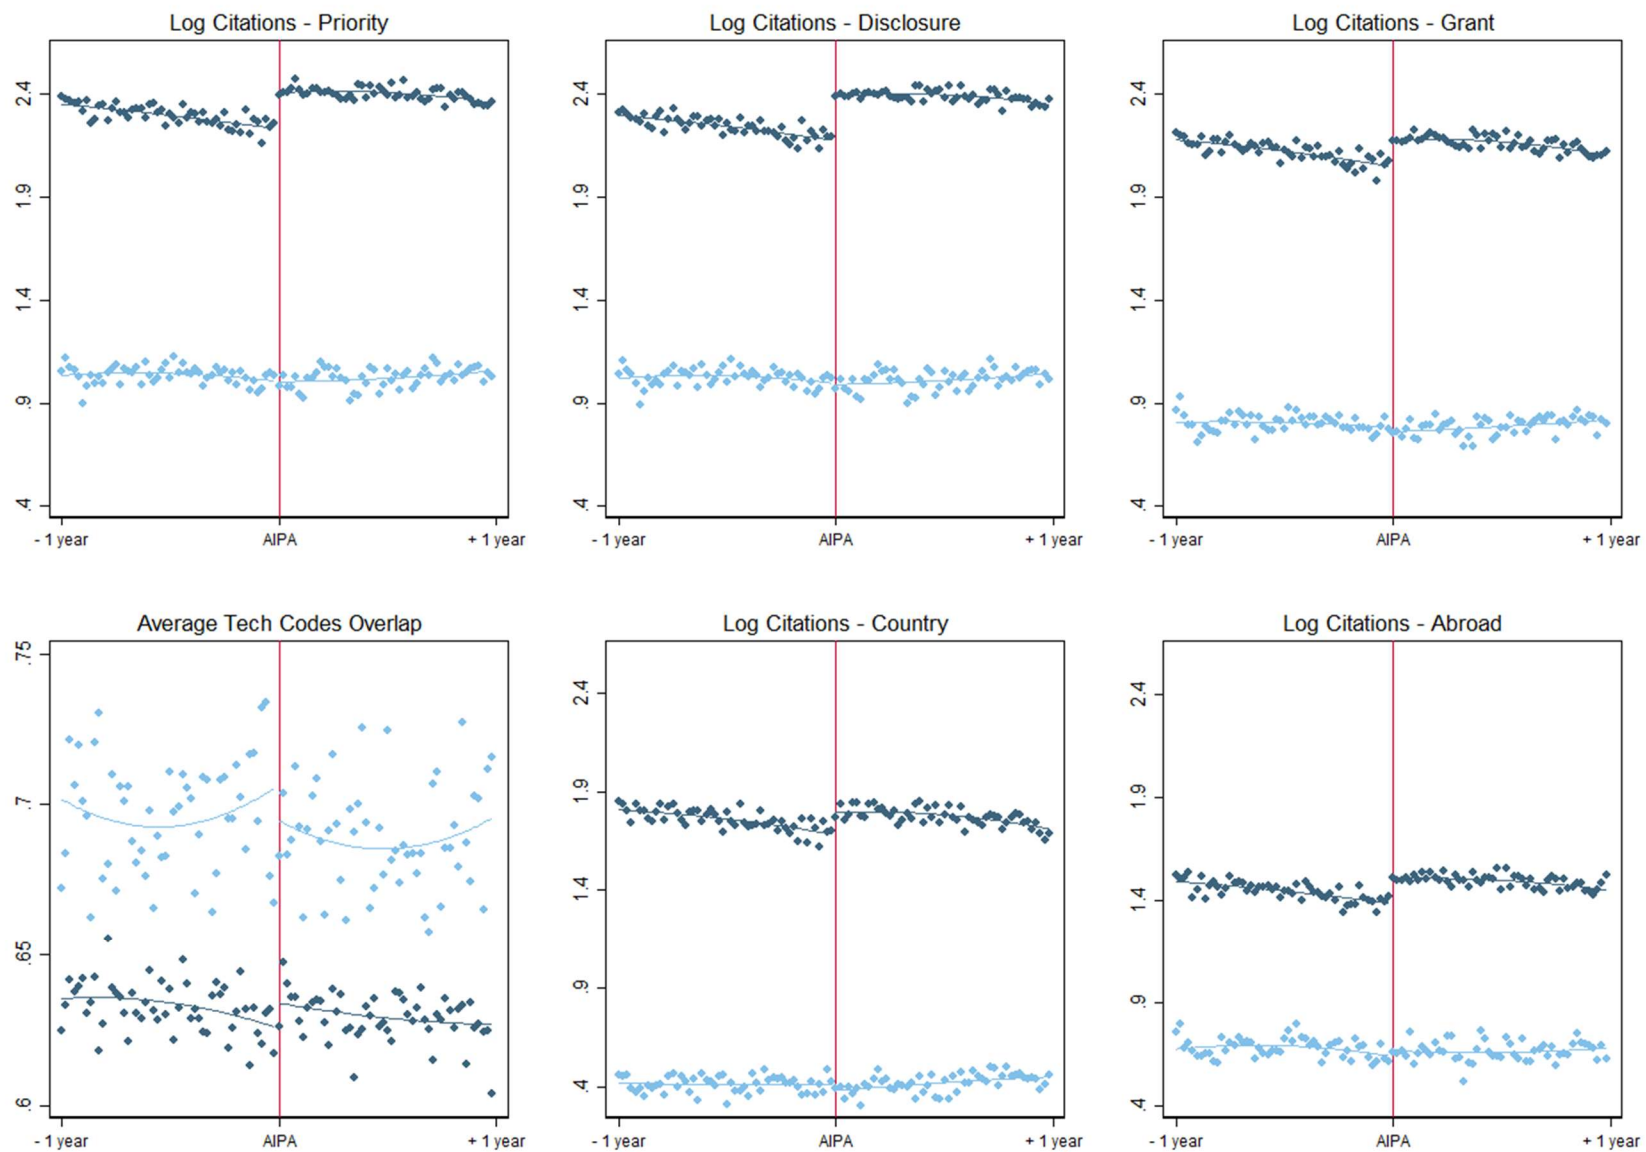 Log Citations - Priority
2.4
1.9
1.4
.9
.4
- 1 year AIPA + 1 year
Log Citations - Disclosure
2.4
1.9
1.4
.9
.4
- 1 year AIPA + 1 year
Log Citations - Grant
2.4
1.9
1.4
.9
.4
- 1 year AIPA + 1 year
Average Tech Codes Overlap
.75
.7
.65
.6
- 1 year AIPA + 1 year
Log Citations - Country
2.4
1.9
1.4
.9
.4
- 1 year AIPA + 1 year
Log Citations - Abroad
2.4
1.9
1.4
.9
.4
- 1 year AIPA + 1 year